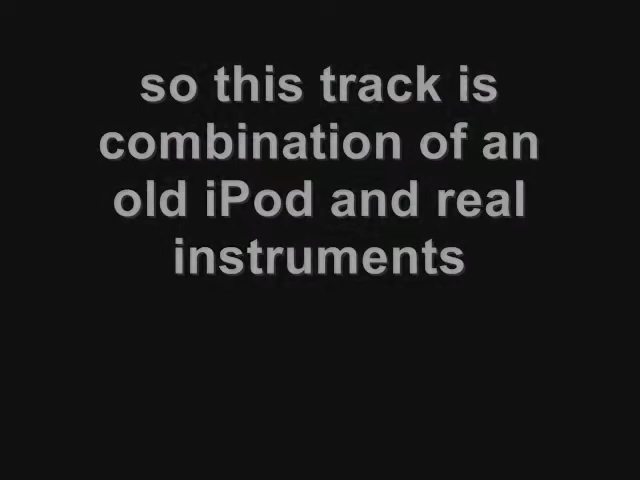 so this track is
combination of an
old iPod and real
instruments